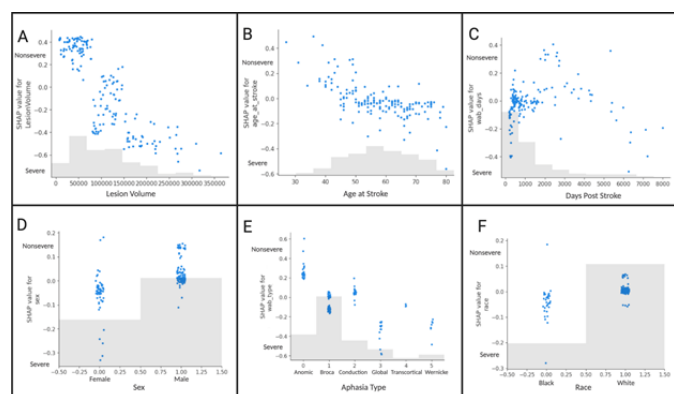 A
0.4
Nonsevere
0.2
0.0
−0.2
−0.4
−0.6
Severe
SHAP value for
LesionVolume
0 50000 100000 150000 200000 250000 300000 350000
Lesion Volume
B
0.4
Nonsevere
0.2
0.0
−0.2
−0.4
−0.6
Severe
SHAP value for
age_at_stroke
30 40 50 60 70 80
Age at Stroke
C
0.4
Nonsevere
0.2
0.0
−0.2
−0.4
Severe
SHAP value for
wab_days
0 1000 2000 3000 4000 5000 6000 7000 8000
Days Post Stroke
D
0.2
Nonsevere
0.1
0.0
−0.1
−0.2
−0.3
Severe
SHAP value for
sex
−0.50 −0.25 0.00 0.25 0.50 0.75 1.00 1.25 1.50
Female Male
Sex
E
0.6
Nonsevere
0.4
0.2
0.0
−0.2
−0.4
−0.6
Severe
SHAP value for
wab_type
0 1 2 3 4 5
Anomic Broca Conduction Global Transcortical Wernicke
Aphasia Type
F
Nonsevere
0.2
0.1
0.0
−0.1
−0.2
−0.3
Severe
SHAP value for
race
−0.50 −0.25 0.00 0.25 0.50 0.75 1.00 1.25 1.50
Black White
Race